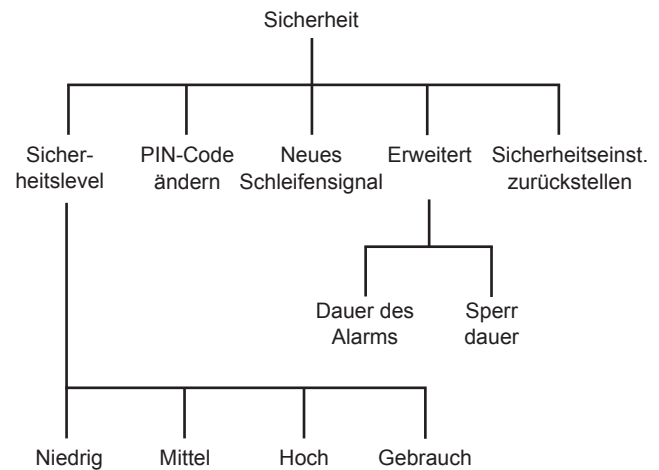 Sicherheit
Sicher-
heitslevel
PIN-Code
ändern
Neues
Schleifensignal
Erweitert
Sicherheitseinst.
zurückstellen
Dauer des
Alarms
Sperr
dauer
Niedrig
Mittel
Hoch
Gebrauch